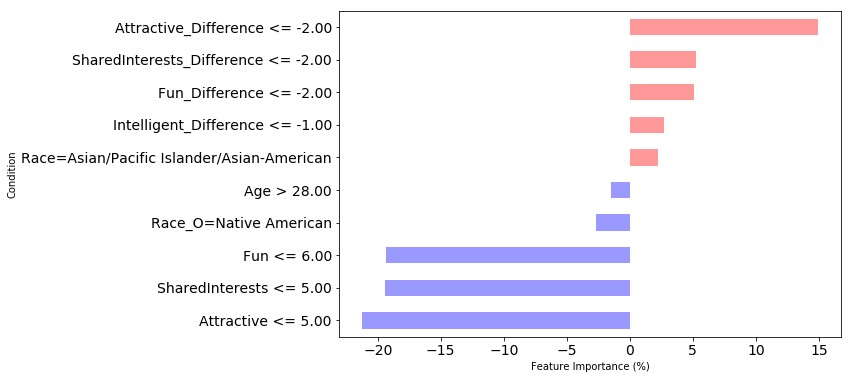 Attractive_Difference <= -2.00
SharedInterests_Difference <= -2.00
Fun_Difference <= -2.00
Intelligent_Difference <= -1.00
Race=Asian/Pacific Islander/Asian-American
Age > 28.00
Race_O=Native American
Fun <= 6.00
SharedInterests <= 5.00
Attractive <= 5.00
Condition
−20 −15 −10 −5 0 5 10 15
Feature Importance (%)